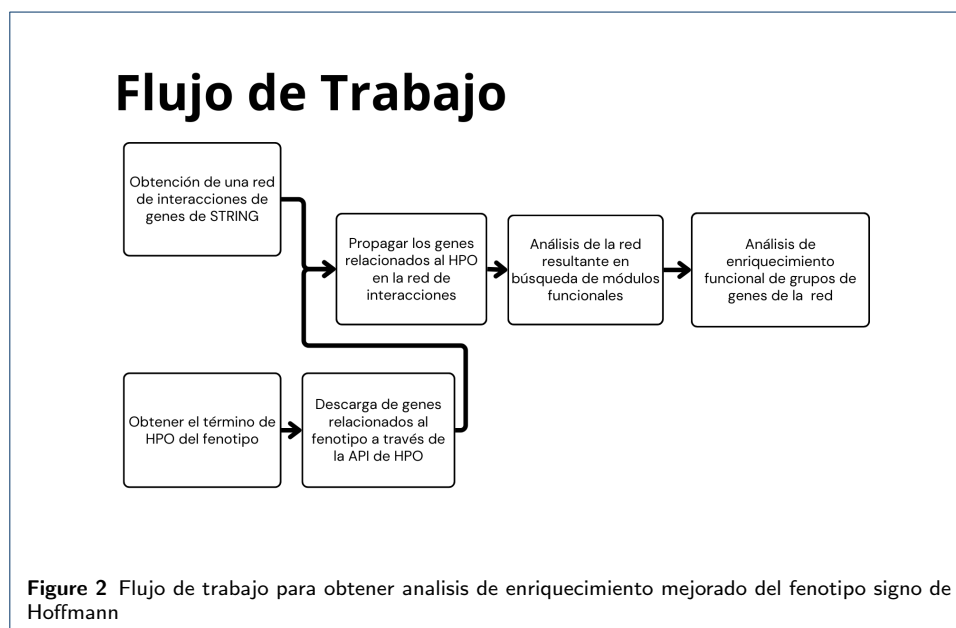 Flujo de Trabajo
Obtención de una red
de interacciones de
genes de STRING
Propagar los genes
relacionados al HPO
en la red de
interacciones
Análisis de la red
resultante en
búsqueda de módulos
funcionales
Análisis de
enriquecimiento
funcional de grupos de
genes de la red
Obtener el término de
HPO del fenotipo
Descarga de genes
relacionados al
fenotipo a través de
la API de HPO
Figure 2 Flujo de trabajo para obtener analisis de enriquecimiento mejorado del fenotipo signo de
Hoffmann